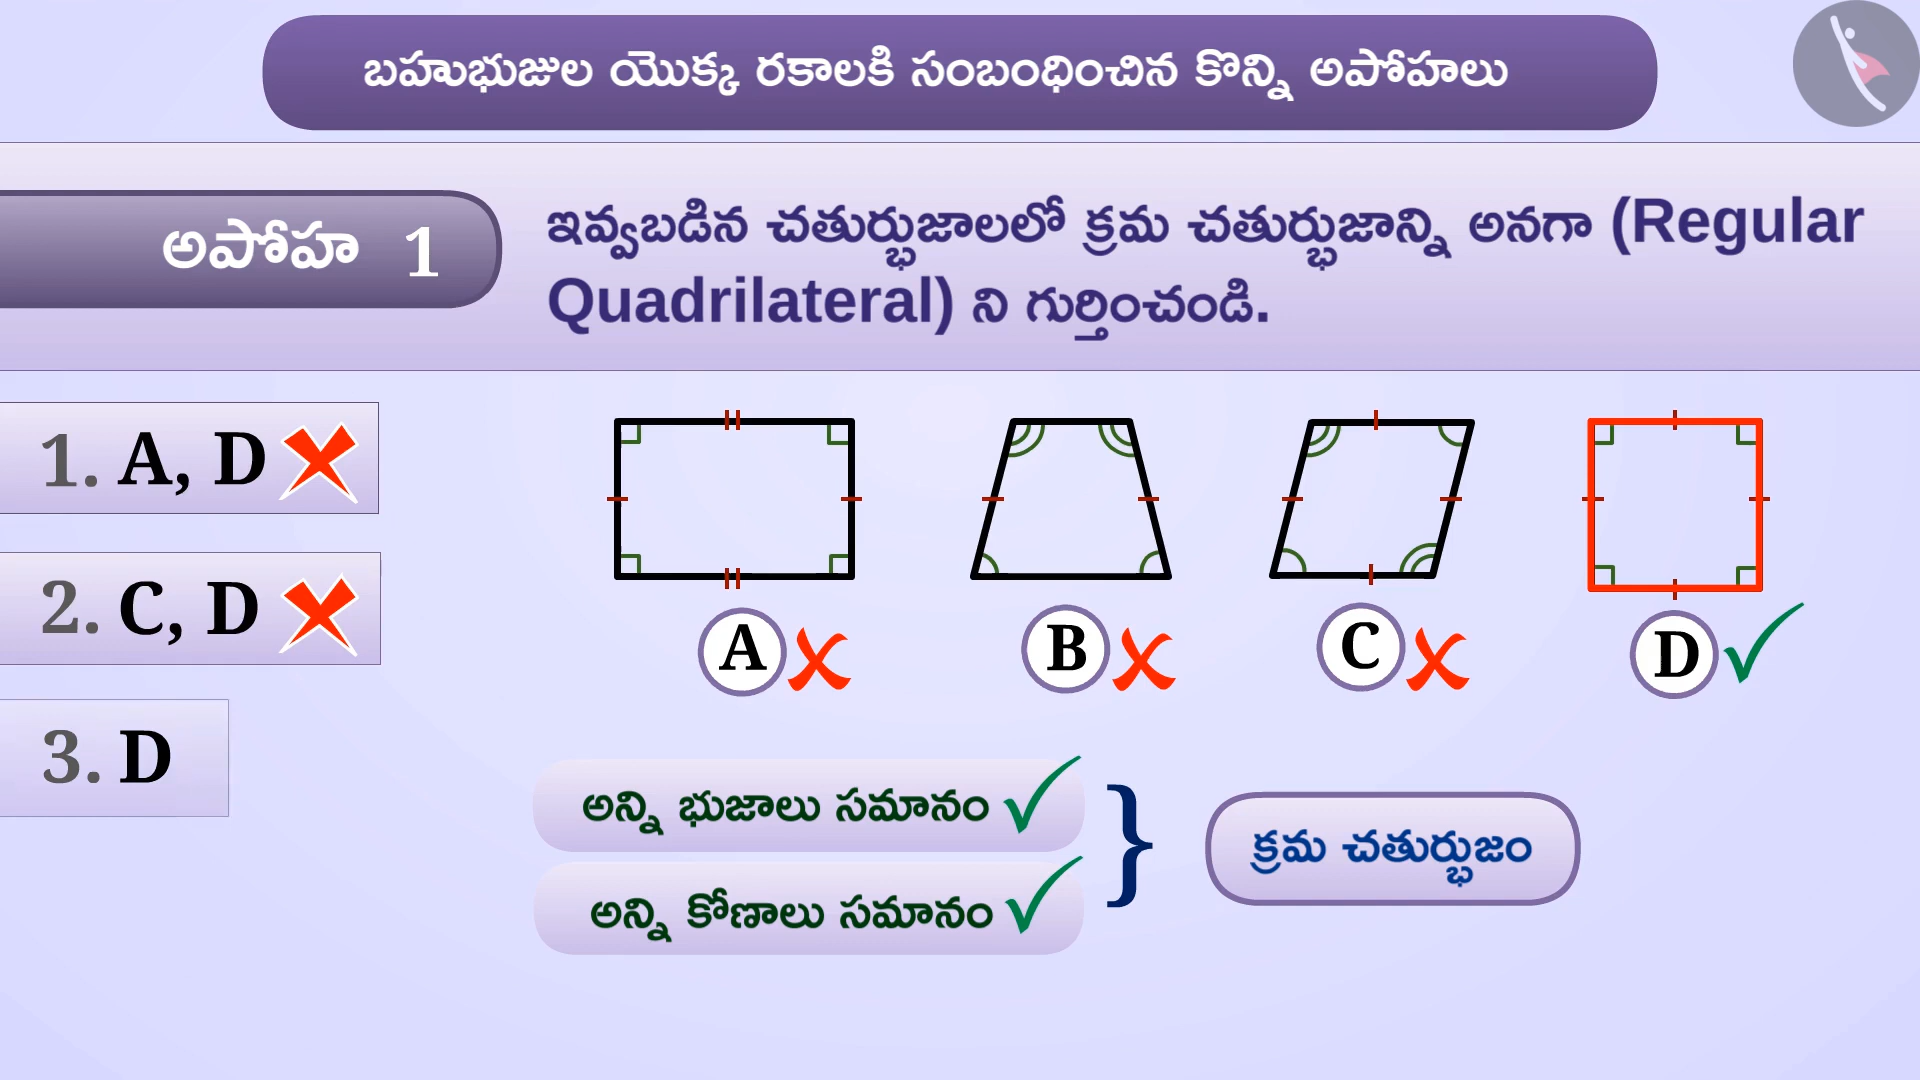 బహుభుజుల యొక్క రకాలకి సంబంధించిన కొన్ని అపోహలు
అపోహ 1
ఇవ్వబడిన చతుర్భుజాలలో క్రమ చతుర్భుజాన్ని అనగా (Regular
Quadrilateral) ని గుర్తించండి.
1. A, D
2. C, D
3. D
A B C D
అన్ని భుజాలు సమానం
అన్ని కోణాలు సమానం
క్రమ చతుర్భుజం